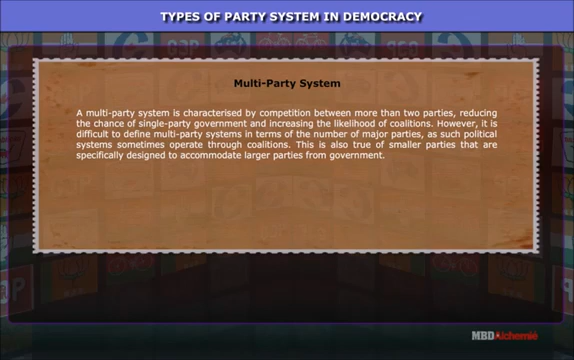 TYPES OF PARTY SYSTEM IN DEMOCRACY
Multi-Party System
A multi-party system is characterised by competition between more than two parties, reducing
the chance of single-party government and increasing the likelihood of coalitions. However, it is
difficult to define multi-party systems in terms of the number of major parties, as such political
systems sometimes operate through coalitions. This is also true of smaller parties that are
specifically designed to accommodate larger parties from government.
MBDAlchemie